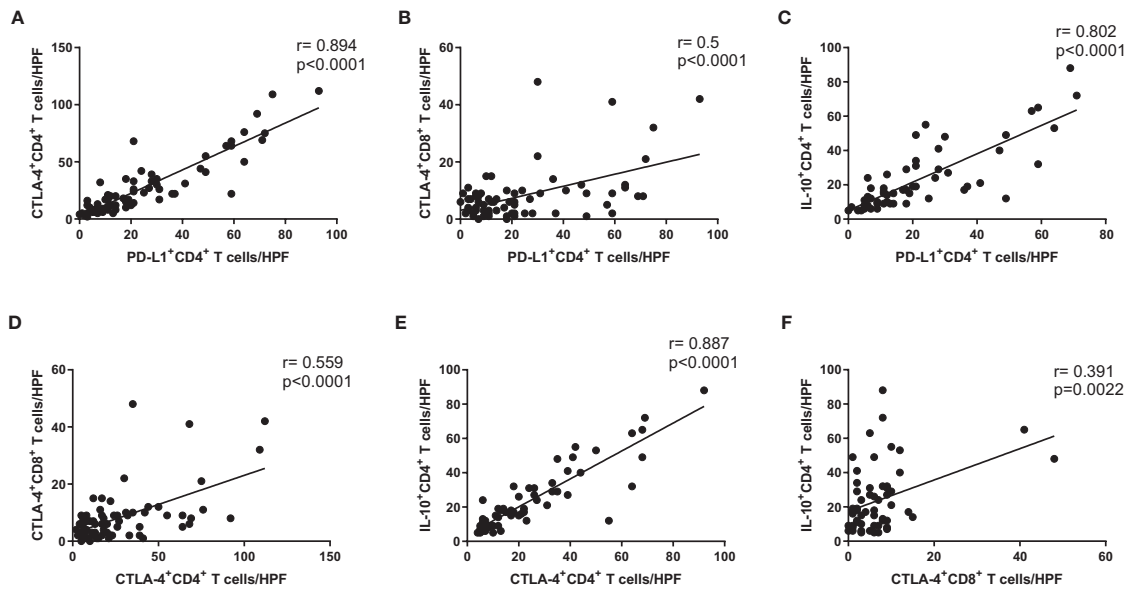 A
r= 0.894
p<0.0001
150
100
50
0
0 20 40 60 80 100
CTLA-4⁺CD4⁺ T cells/HPF
PD-L1⁺CD4⁺ T cells/HPF
B
r= 0.5
p<0.0001
60
40
20
0
0 20 40 60 80 100
CTLA-4⁺CD8⁺ T cells/HPF
PD-L1⁺CD4⁺ T cells/HPF
C
r= 0.802
p<0.0001
100
80
60
40
20
0
0 20 40 60 80
IL-10⁺CD4⁺ T cells/HPF
PD-L1⁺CD4⁺ T cells/HPF
D
r= 0.559
p<0.0001
60
40
20
0
0 50 100 150
CTLA-4⁺CD8⁺ T cells/HPF
CTLA-4⁺CD4⁺ T cells/HPF
E
r= 0.887
p<0.0001
100
80
60
40
20
0
0 20 40 60 80 100
IL-10⁺CD4⁺ T cells/HPF
CTLA-4⁺CD4⁺ T cells/HPF
F
r= 0.391
p=0.0022
100
80
60
40
20
0
0 20 40 60
IL-10⁺CD4⁺ T cells/HPF
CTLA-4⁺CD8⁺ T cells/HPF